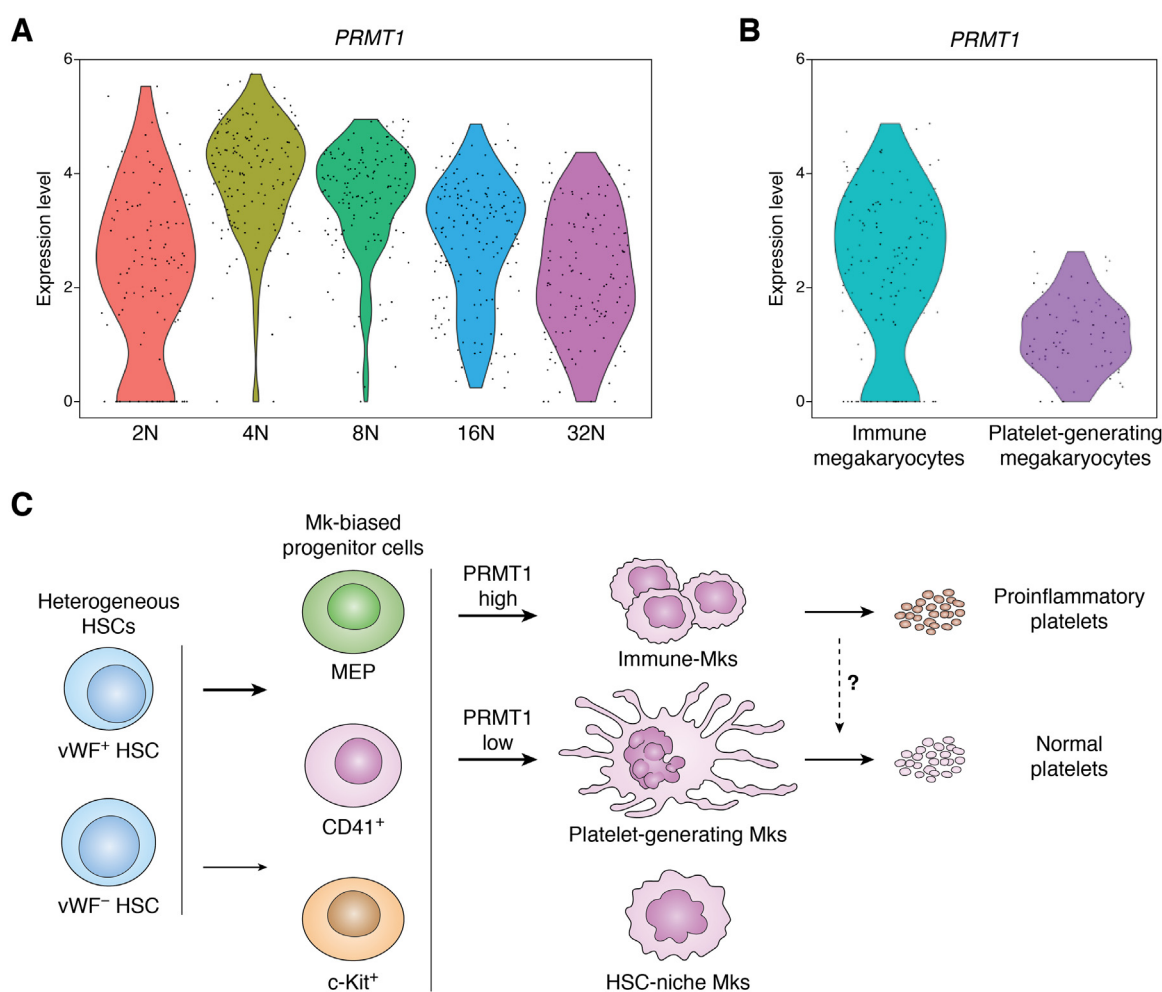 A
PRMT1
Expression level
6
4
2
0
2N
4N
8N
16N
32N
B
PRMT1
Expression level
6
4
2
0
Immune
megakaryocytes
Platelet-generating
megakaryocytes
C
Heterogeneous
HSCs
vWF⁺ HSC
vWF⁻ HSC
Mk-biased
progenitor cells
MEP
CD41⁺
c-Kit⁺
PRMT1
high
PRMT1
low
Immune-Mks
Platelet-generating Mks
HSC-niche Mks
?
Proinflammatory
platelets
Normal
platelets